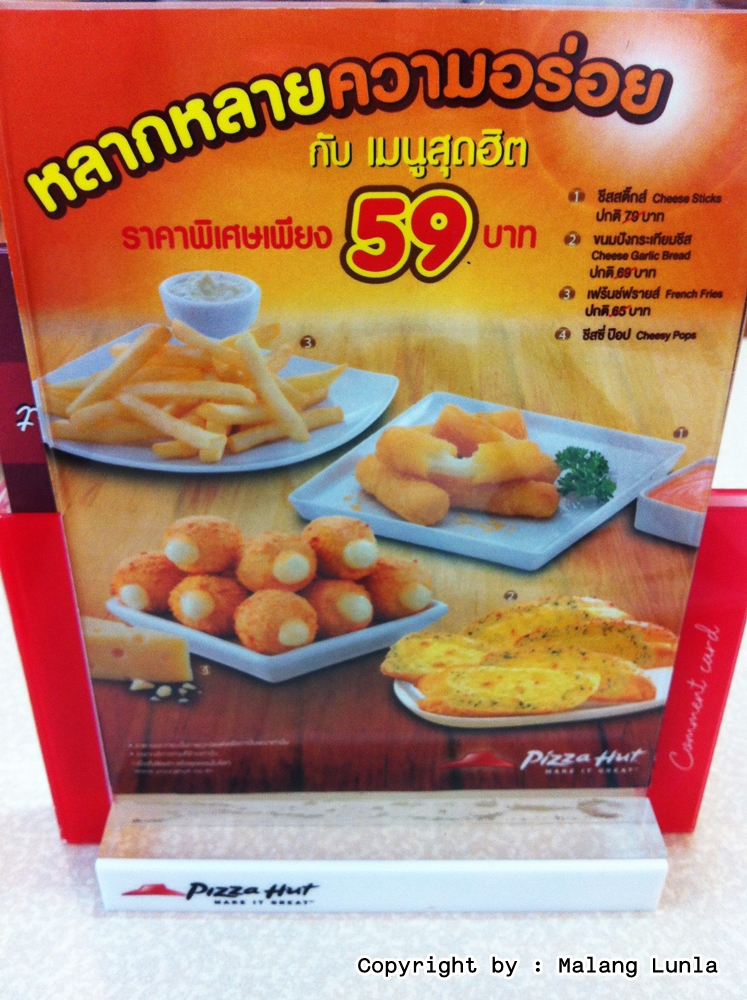 หลากหลายความอร่อย
กับ เมนูสุดฮิต
ราคาพิเศษเพียง 59 บาท
1 ชีสสติ๊กส์ Cheese Sticks
ปกติ 79 บาท
2 ขนมปังกระเทียมชีส
Cheese Garlic Bread
ปกติ 69 บาท
3 เฟร้นช์ฟรายส์ French Fries
ปกติ 65 บาท
4 ชีสซี่ ป๊อป Cheesy Pops
3
1
2
Pizza Hut
MAKE IT GREAT
Comment card
Pizza Hut
MAKE IT GREAT
Copyright by : Malang Lunla